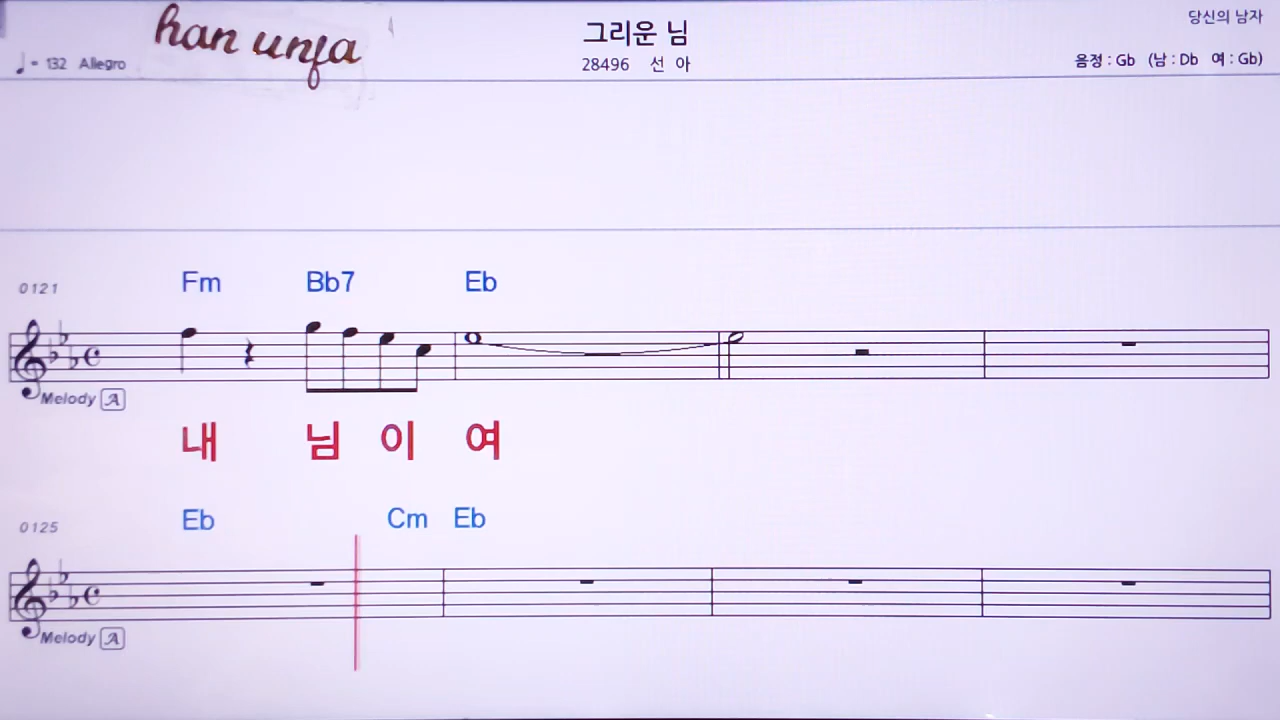 han unja
그리운 님
당신의 남자
♩= 132 Allegro
28496 선 아
음정 : Gb (남 : Db 여 : Gb)
0121 Fm Bb7 Eb
Melody A
내 님 이 여
0125 Eb Cm Eb
Melody A